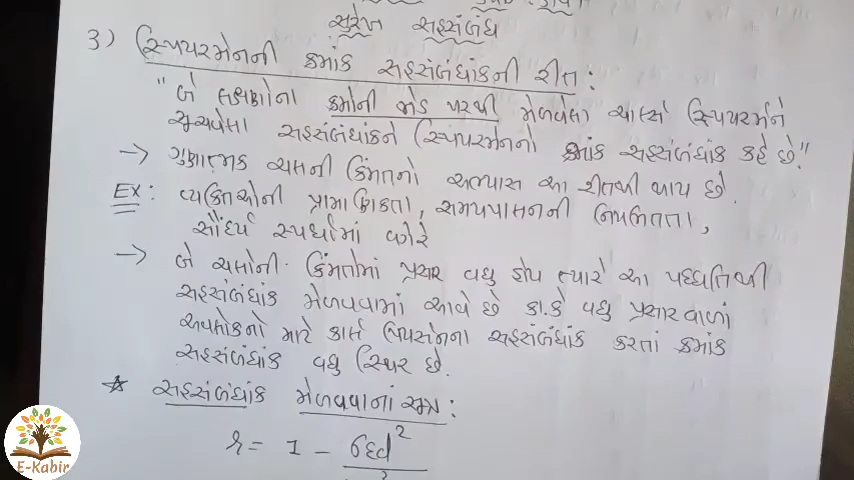 સુરેખ સહસંબંધ
3) સ્પિયરમેનની ક્રમાંક સહસંબંધાંકની રીત :
"બે લક્ષણોના ક્રમોની જોડ પરથી મેળવેલા ચાર્લ્સ સ્પિયરમેને
સૂચવેલા સહસંબંધાંકને સ્પિયરમેનનો ક્રમાંક સહસંબંધાંક કહે છે."
→ ગુણાત્મક ચલની કિંમતનો અભ્યાસ આ રીતથી થાય છે.
EX : વ્યક્તિઓની પ્રામાણિકતા, સમયપાલનની નિયમિતતા,
સૌંદર્ય સ્પર્ધામાં વગેરે
→ બે ચલોની કિંમતોમાં પ્રસાર વધુ હોય ત્યારે આ પધ્ધતિથી
સહસંબંધાંક મેળવવામાં આવે છે કા.કે વધુ પ્રસાર વાળાં
અવલોકનો માટે કાર્લ પિયર્સનના સહસંબંધાંક કરતાં ક્રમાંક
સહસંબંધાંક વધુ સ્થિર છે.
☆ સહસંબંધાંક મેળવવાનાં સૂત્ર :
r = 1 - 6Σd²
E-Kabir